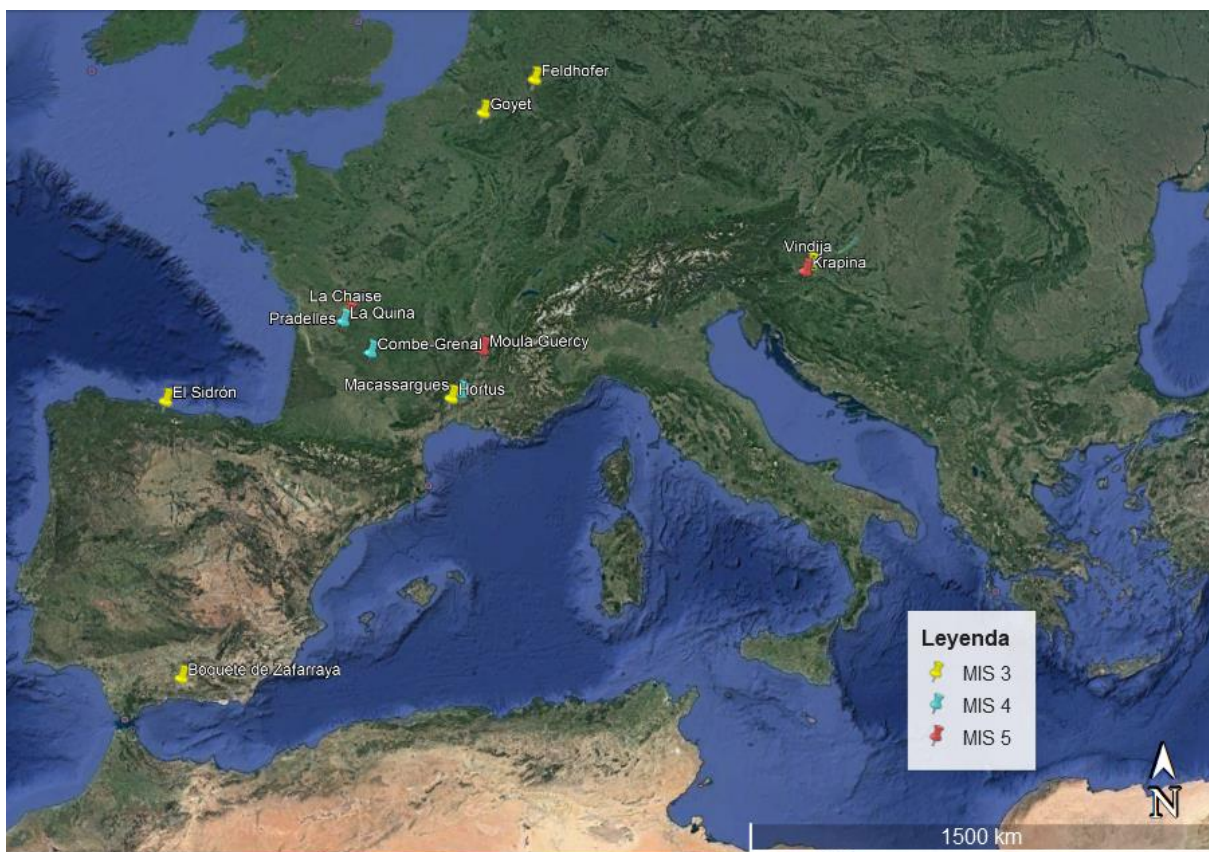 Feldhofer
Goyet
Vindija
Krapina
La Chaise
La Quina
Pradelles
Combe-Grenal
Moula Guercy
Macassargues
Hortus
El Sidrón
Boquete de Zafarraya
Leyenda
MIS 3
MIS 4
MIS 5
N
1500 km